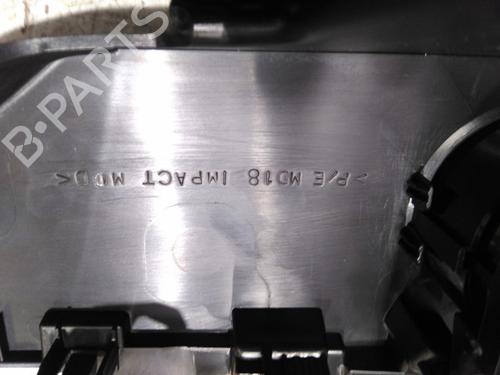 B-PARTS
>P/E MD18 IMPACT MOD<